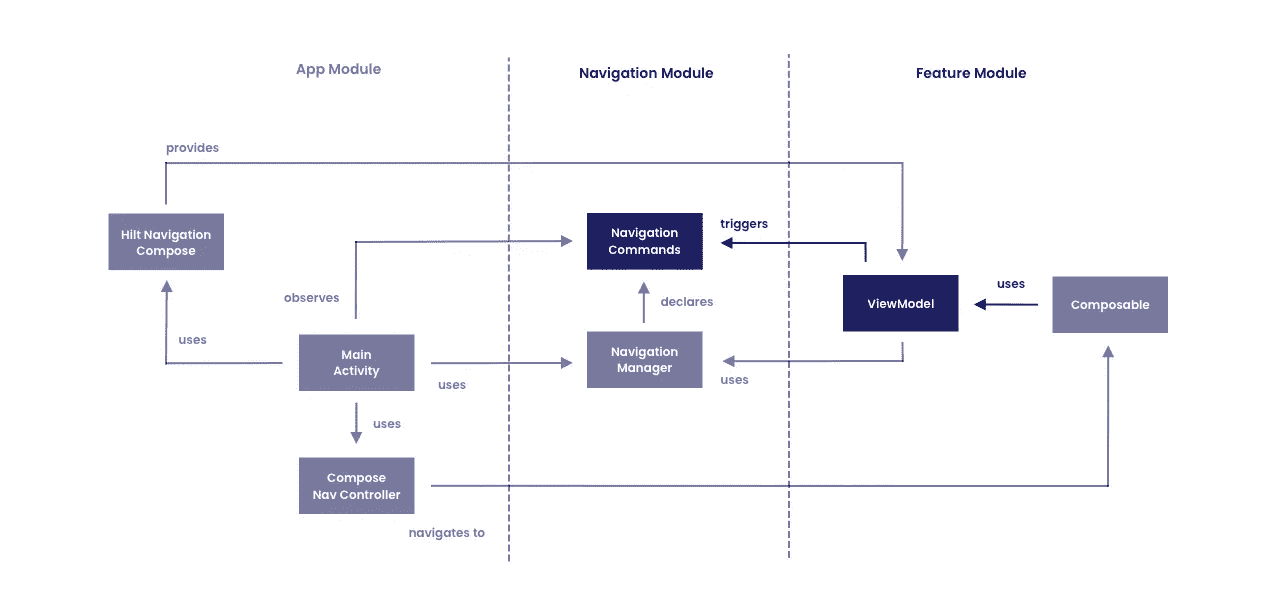 App Module
Navigation Module
Feature Module
provides
Hilt Navigation
Compose
Navigation
Commands
triggers
observes
declares
ViewModel
uses
Composable
uses
Main
Activity
uses
Navigation
Manager
uses
uses
Compose
Nav Controller
navigates to